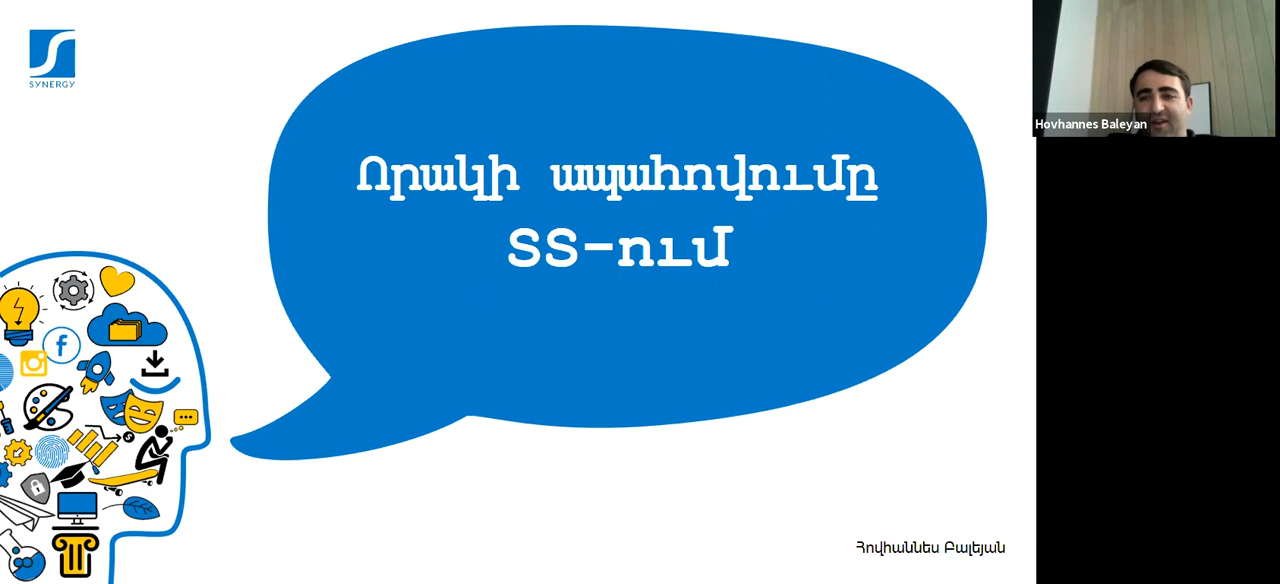 SYNERGY
Որակի ապահովումը
ՏՏ-ում
Հովհաննես Բալեյան
Hovhannes Baleyan